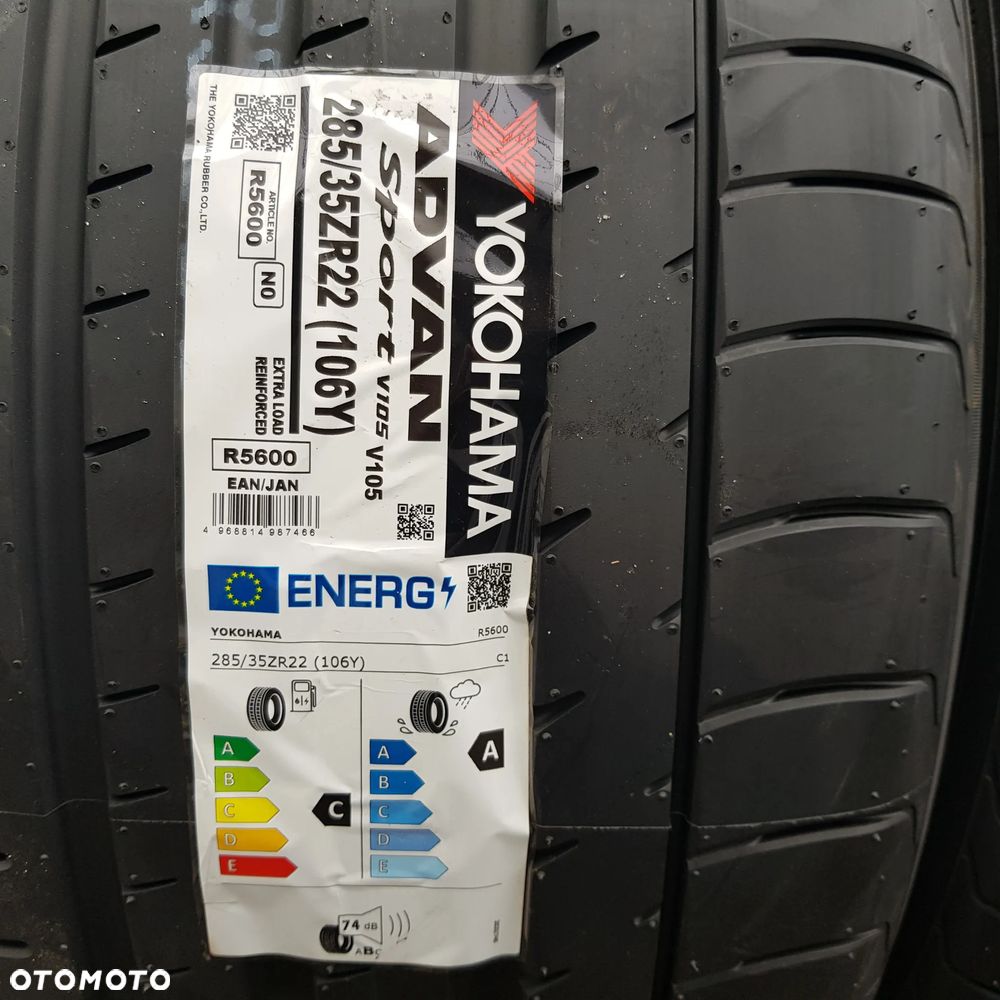 YOKOHAMA
ADVAN
Sport V105 V105
285/35ZR22 (106Y)
EXTRA LOAD
REINFORCED
ARTICLE NO.
R5600
N0
THE YOKOHAMA RUBBER CO., LTD.
R5600
EAN/JAN
4 968814 987466
ENERG
YOKOHAMA
R5600
285/35ZR22 (106Y)
C1
A
B
C
D
E
C
A
B
C
D
E
A
74 dB
ABC
OTOMOTO